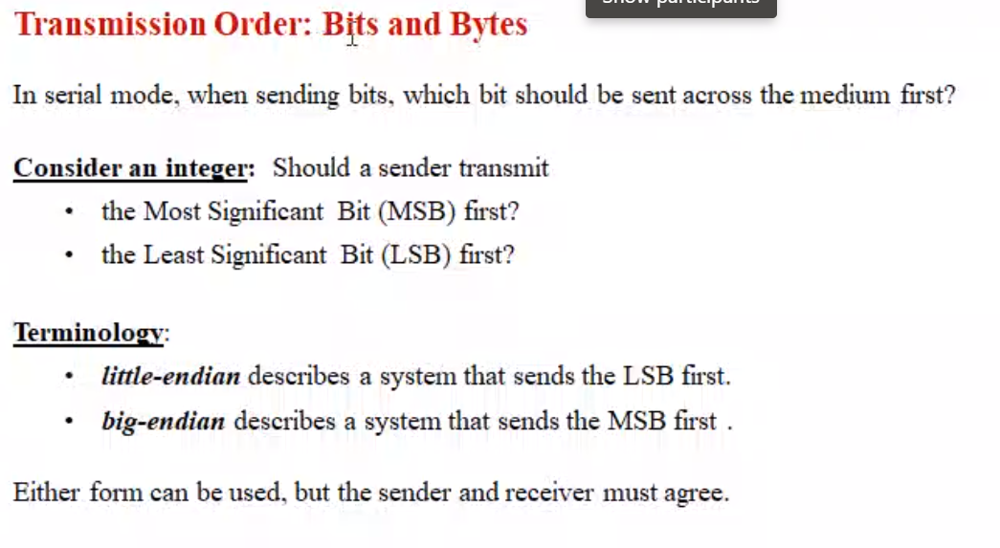 Show participants
Transmission Order: Bits and Bytes
In serial mode, when sending bits, which bit should be sent across the medium first?
Consider an integer: Should a sender transmit
• the Most Significant Bit (MSB) first?
• the Least Significant Bit (LSB) first?
Terminology:
• little-endian describes a system that sends the LSB first.
• big-endian describes a system that sends the MSB first .
Either form can be used, but the sender and receiver must agree.